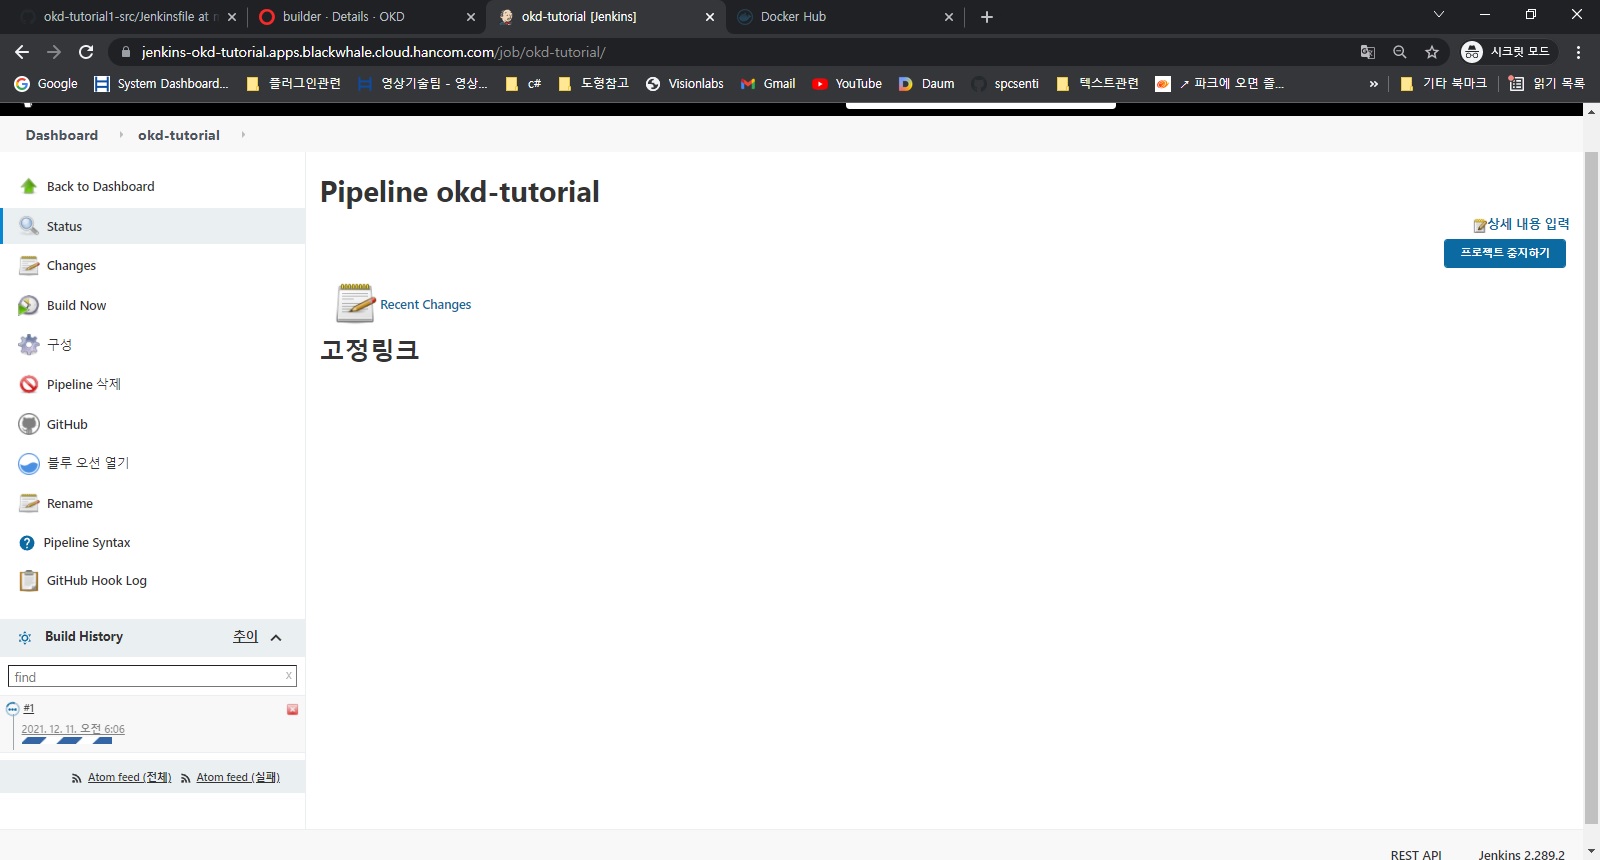 okd-tutorial1-src/Jenkinsfile at m
builder · Details · OKD
okd-tutorial [Jenkins]
Docker Hub
jenkins-okd-tutorial.apps.blackwhale.cloud.hancom.com/job/okd-tutorial/
시크릿 모드
Google
System Dashboard...
플러그인관련
영상기술팀 - 영상...
c#
도형참고
Visionlabs
Gmail
YouTube
Daum
spcsenti
텍스트관련
↗ 파크에 오면 즐...
»
기타 북마크
읽기 목록
Dashboard
okd-tutorial
Back to Dashboard
Status
Changes
Build Now
구성
Pipeline 삭제
GitHub
블루 오션 열기
Rename
Pipeline Syntax
GitHub Hook Log
Build History
추이
find
x
#1
2021. 12. 11. 오전 6:06
Atom feed (전체)
Atom feed (실패)
Pipeline okd-tutorial
상세 내용 입력
프로젝트 중지하기
Recent Changes
고정링크
REST API
Jenkins 2.289.2